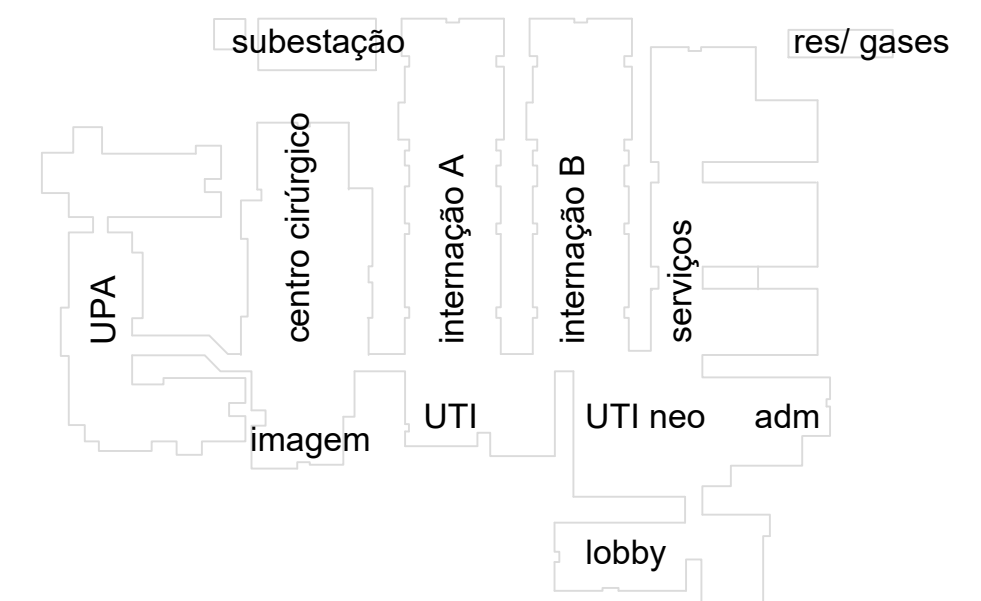 subestação
res/ gases
centro cirúrgico
internação A
internação B
serviços
UPA
UTI
UTI neo
adm
imagem
lobby